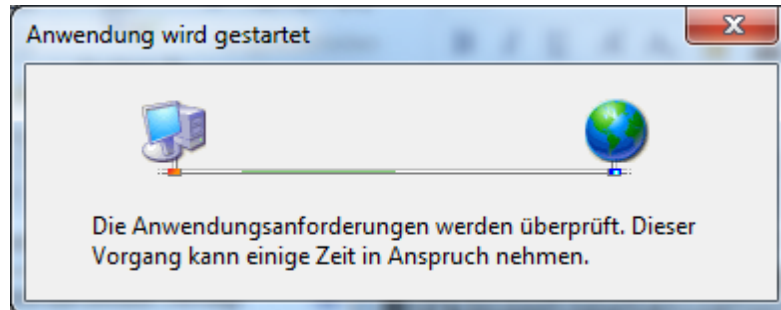 Anwendung wird gestartet
Die Anwendungsanforderungen werden überprüft. Dieser
Vorgang kann einige Zeit in Anspruch nehmen.